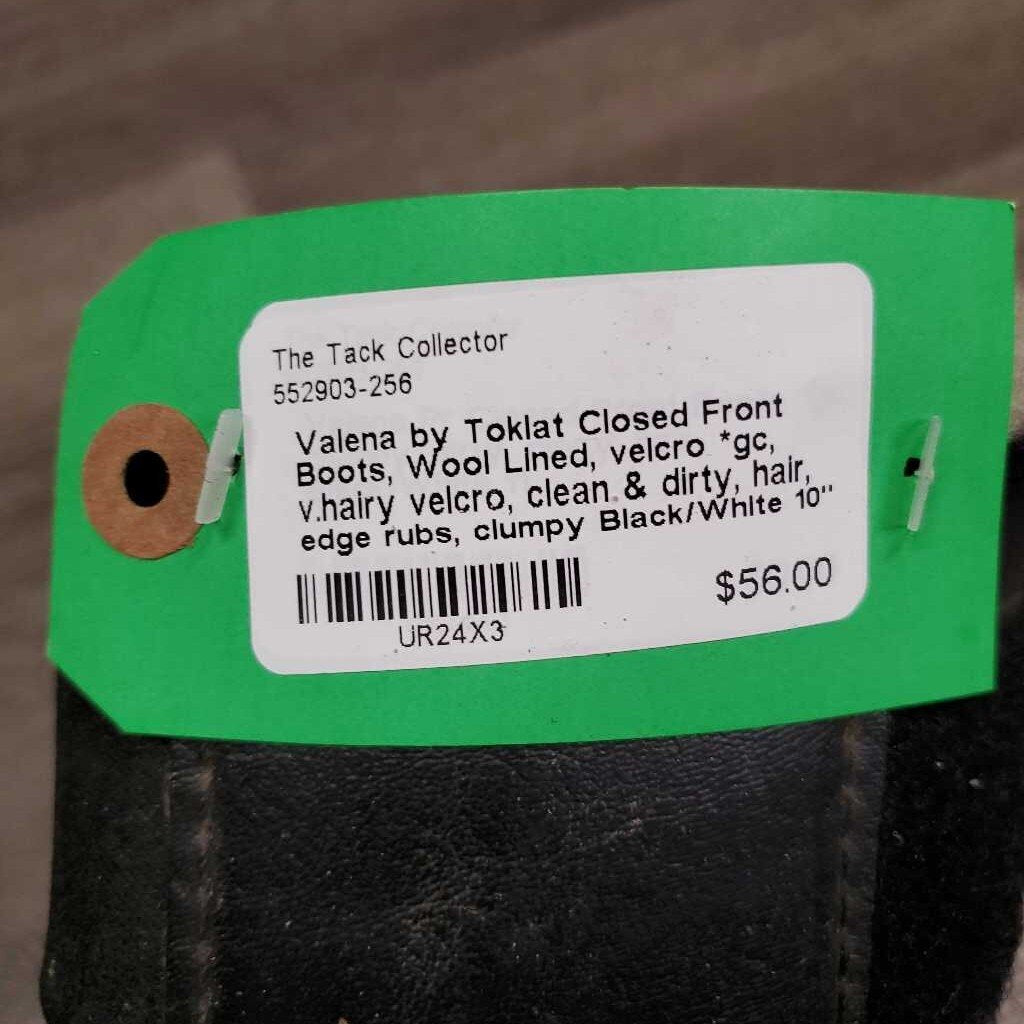 The Tack Collector
552903-256
Valena by Toklat Closed Front
Boots, Wool Lined, velcro *gc,
v.hairy velcro, clean & dirty, hair,
edge rubs, clumpy Black/White 10"
$56.00
UR24X3